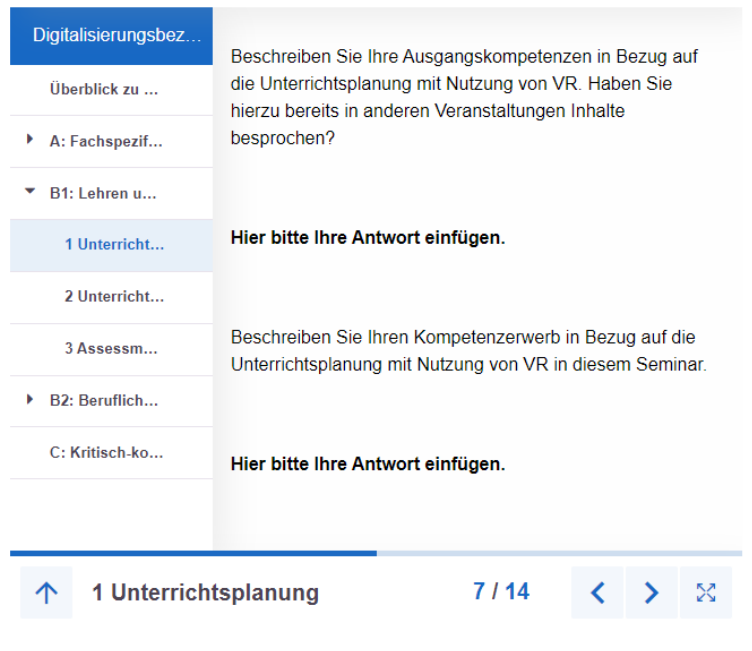 Digitalisierungsbez...
Überblick zu ...
A: Fachspezif...
B1: Lehren u...
1 Unterricht...
2 Unterricht...
3 Assessm...
B2: Beruflich...
C: Kritisch-ko...
Beschreiben Sie Ihre Ausgangskompetenzen in Bezug auf
die Unterrichtsplanung mit Nutzung von VR. Haben Sie
hierzu bereits in anderen Veranstaltungen Inhalte
besprochen?
Hier bitte Ihre Antwort einfügen.
Beschreiben Sie Ihren Kompetenzerwerb in Bezug auf die
Unterrichtsplanung mit Nutzung von VR in diesem Seminar.
Hier bitte Ihre Antwort einfügen.
1 Unterrichtsplanung
7 / 14